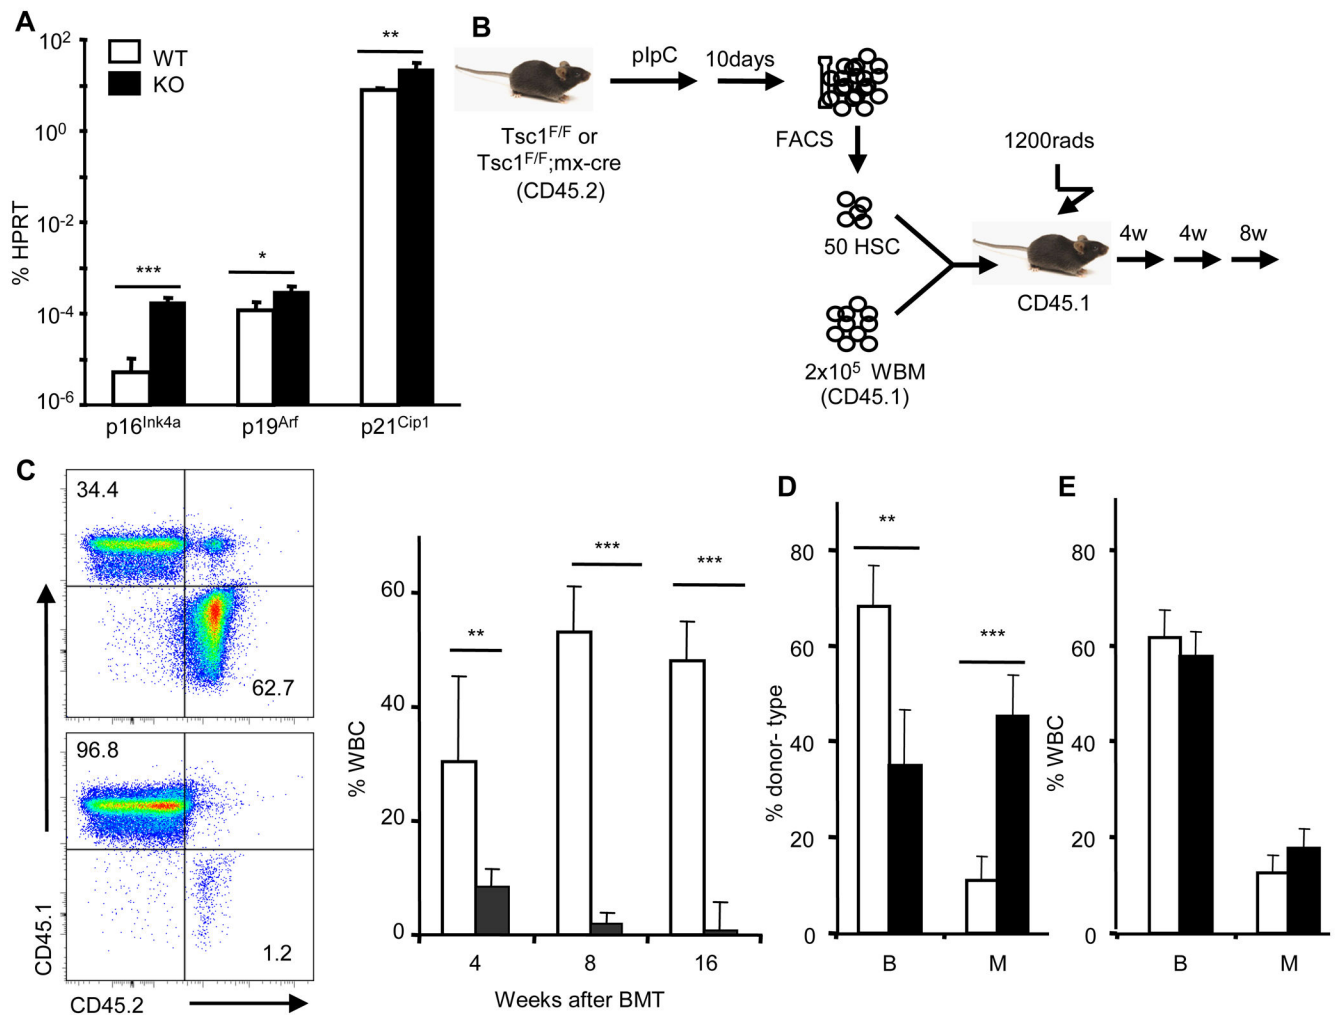 A
10²
10⁰
10⁻²
10⁻⁴
10⁻⁶
% HPRT
WT
KO
***
*
**
p16Ink4a
p19Arf
p21Cip1
B
pIpC
10days
Tsc1F/F or
Tsc1F/F;mx-cre
(CD45.2)
FACS
50 HSC
2x10⁵ WBM
(CD45.1)
1200rads
CD45.1
4w
4w
8w
C
34.4
62.7
96.8
1.2
CD45.1
CD45.2
% WBC
60
40
20
0
**
***
***
4
8
16
Weeks after BMT
D
% donor- type
80
60
40
20
0
**
***
B
M
E
% WBC
80
60
40
20
0
B
M